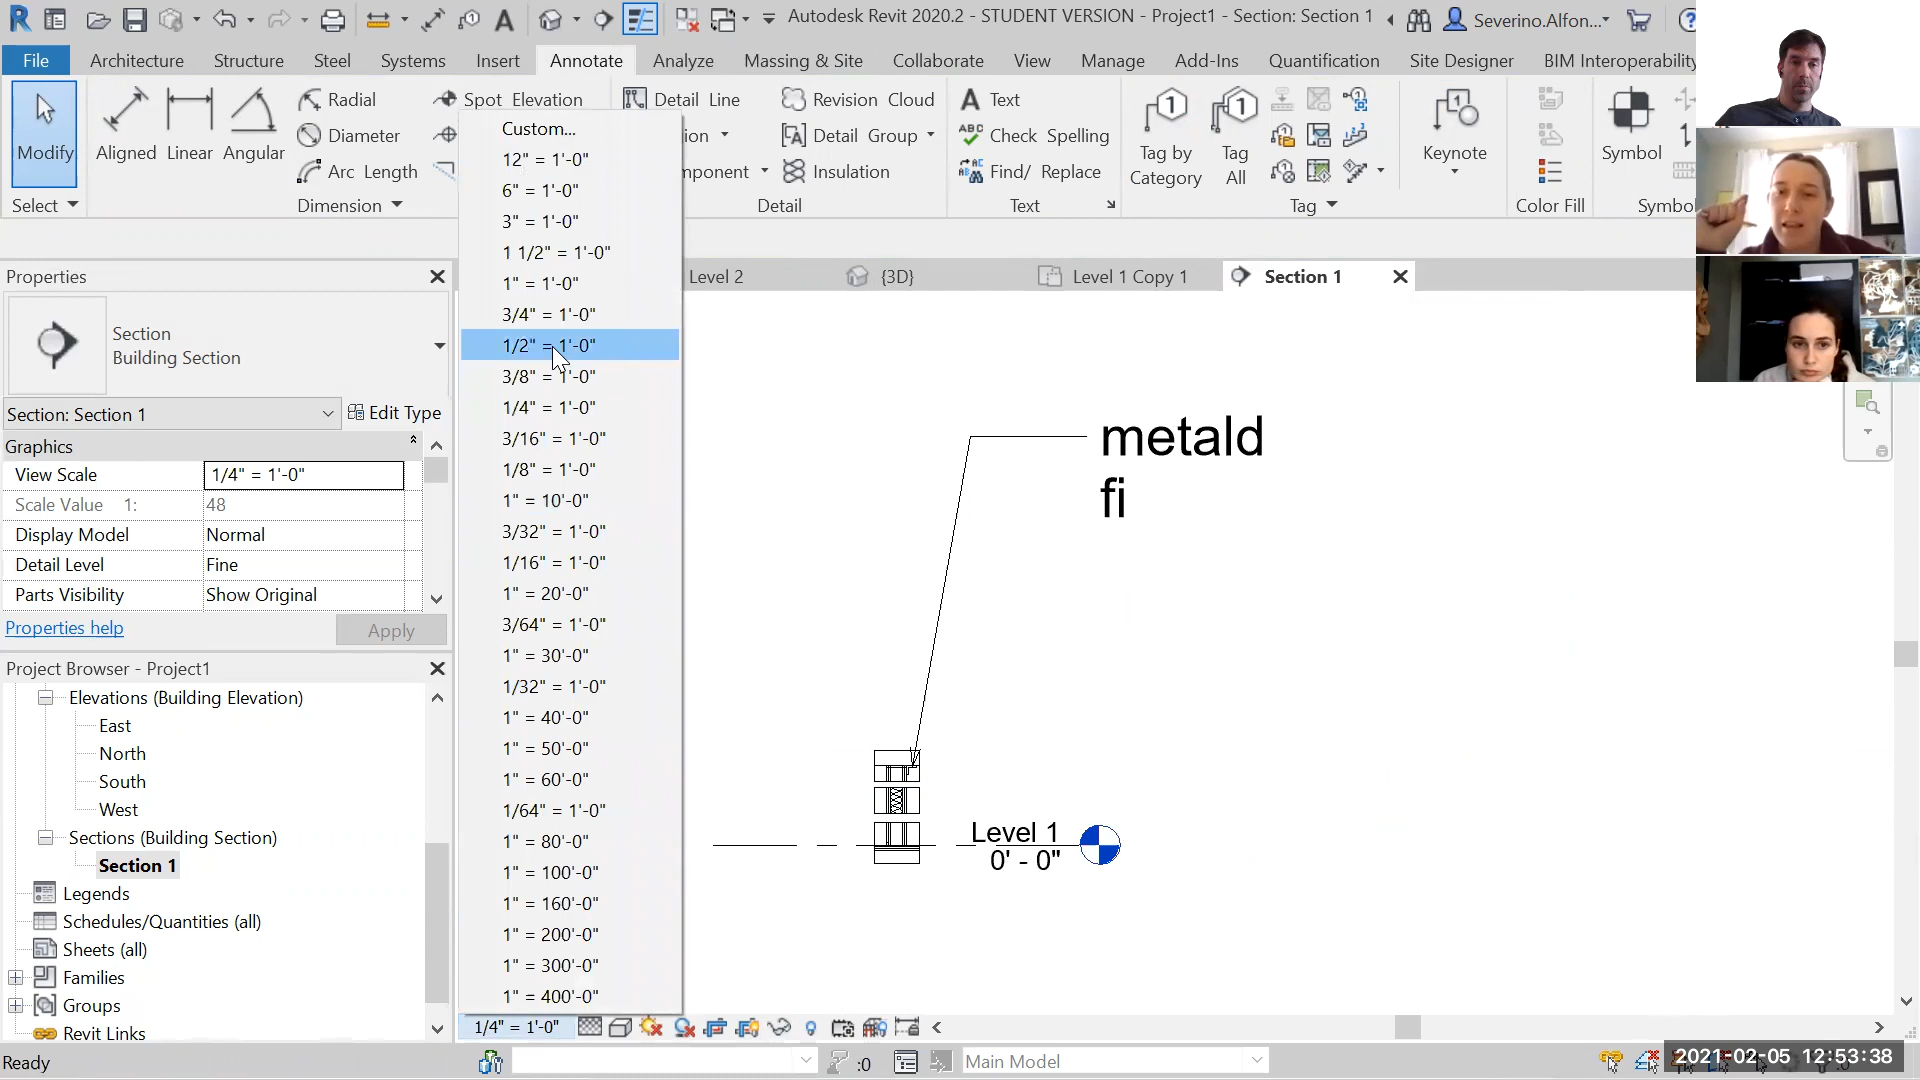 Autodesk Revit 2020.2 - STUDENT VERSION - Project1 - Section: Section 1
Severino.Alfon...
File
Architecture
Structure
Steel
Systems
Insert
Annotate
Analyze
Massing & Site
Collaborate
View
Manage
Add-Ins
Quantification
Site Designer
BIM Interoperability
Modify
Select
Aligned
Linear
Angular
Radial
Diameter
Arc Length
Dimension
Spot Elevation
Detail Line
Revision Cloud
Detail Group
Insulation
Detail
Text
Check Spelling
Find/ Replace
Text
Tag by
Category
Tag
All
Tag
Keynote
Color Fill
Symbol
Symbol
Properties
Section
Building Section
Section: Section 1
Edit Type
Graphics
View Scale
1/4" = 1'-0"
Scale Value 1:
48
Display Model
Normal
Detail Level
Fine
Parts Visibility
Show Original
Properties help
Apply
Project Browser - Project1
Elevations (Building Elevation)
East
North
South
West
Sections (Building Section)
Section 1
Legends
Schedules/Quantities (all)
Sheets (all)
Families
Groups
Revit Links
Custom...
12" = 1'-0"
6" = 1'-0"
3" = 1'-0"
1 1/2" = 1'-0"
1" = 1'-0"
3/4" = 1'-0"
1/2" = 1'-0"
3/8" = 1'-0"
1/4" = 1'-0"
3/16" = 1'-0"
1/8" = 1'-0"
1" = 10'-0"
3/32" = 1'-0"
1/16" = 1'-0"
1" = 20'-0"
3/64" = 1'-0"
1" = 30'-0"
1/32" = 1'-0"
1" = 40'-0"
1" = 50'-0"
1" = 60'-0"
1/64" = 1'-0"
1" = 80'-0"
1" = 100'-0"
1" = 160'-0"
1" = 200'-0"
1" = 300'-0"
1" = 400'-0"
1/4" = 1'-0"
Level 2
{3D}
Level 1 Copy 1
Section 1
metald
fi
Level 1
0' - 0"
Ready
:0
Main Model
2021-02-05 12:53:38